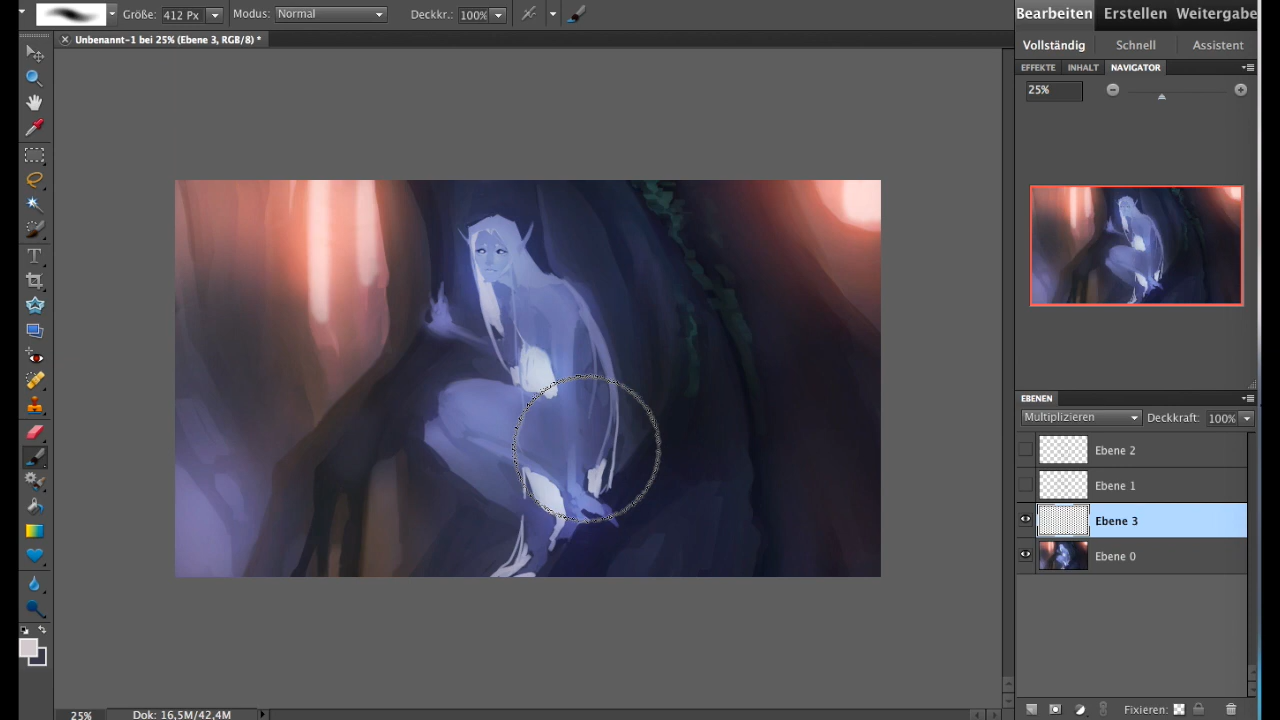 Größe: 412 Px Modus: Normal Deckkr.: 100%
Bearbeiten Erstellen Weitergabe
Unbenannt-1 bei 25% (Ebene 3, RGB/8) *
Vollständig Schnell Assistent
EFFEKTE INHALT NAVIGATOR
25%
EBENEN
Multiplizieren Deckkraft: 100%
Ebene 2
Ebene 1
Ebene 3
Ebene 0
Fixieren:
25% Dok: 16,5M/42,4M